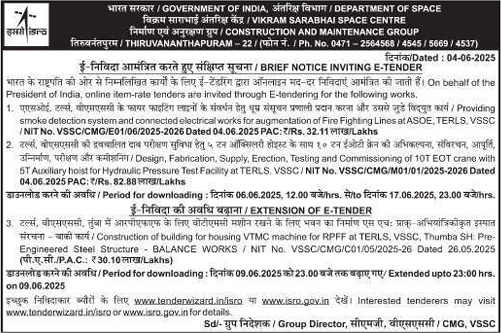 भारत सरकार / GOVERNMENT OF INDIA, अंतरिक्ष विभाग / DEPARTMENT OF SPACE
विक्रम साराभाई अंतरिक्ष केंद्र / VIKRAM SARABHAI SPACE CENTRE
निर्माण एवं अनुरक्षण ग्रुप / CONSTRUCTION AND MAINTENANCE GROUP
तिरुवनंतपुरम / THIRUVANANTHAPURAM – 22 / (फोन नं. / Ph. No. 0471 – 2564568 / 4545 / 5669 / 4537)
इसरो isro
दिनांक/Dated : 04-06-2025
ई-निविदा आमंत्रित करते हुए संक्षिप्त सूचना / BRIEF NOTICE INVITING E-TENDER
भारत के राष्ट्रपति की ओर से निम्नलिखित कार्यों के लिए ई-टेंडरिंग द्वारा ऑनलाइन मद-दर निविदाएं आमंत्रित की जाती हैं। On behalf of the
President of India, online item-rate tenders are invited through E-tendering for the following works.
1. एएसओई, टर्ल्स, वीएसएससी के फायर फाइटिंग लाइनों के संवर्धन हेतु धूम्र संसूचन प्रणाली प्रदान करना और उससे जुड़े विद्युत कार्य / Providing
smoke detection system and connected electrical works for augmentation of Fire Fighting Lines at ASOE, TERLS, VSSC
/ NIT No. VSSC/CMG/E01/06/2025-2026 Dated 04.06.2025 PAC: ₹/Rs. 32.11 लाख/Lakhs
2. टर्ल्स, वीएसएससी की द्रवचालित दाब परीक्षण सुविधा हेतु 5 टन ऑक्सिलरी होइस्ट के साथ १० टन ईओटी क्रेन की अभिकल्पना, संविरचन, आपूर्ति,
उन्निर्माण, परीक्षण और कमीशनिंग / Design, Fabrication, Supply, Erection, Testing and Commissioning of 10T EOT crane with
5T Auxiliary hoist for Hydraulic Pressure Test Facility at TERLS, VSSC / NIT No. VSSC/CMG/M01/01/2025-2026 Dated
04.06.2025 PAC: ₹/Rs. 82.88 लाख/Lakhs
डाउनलोड करने की अवधि / Period for downloading : दिनांक 06.06.2025, 12.00 बजे/hrs. से/to दिनांक 17.06.2025, 23.00 बजे/hrs.
ई-निविदा की अवधि बढ़ाना / EXTENSION OF E-TENDER
3. टर्ल्स, वीएसएससी, तुंबा में आरपीएफएफ के लिए वीटीएमसी मशीन रखने के लिए भवन का निर्माण एस एच: प्राक्-अभियांत्रिकीकृत इस्पात
संरचना - बाकी कार्य / Construction of building for housing VTMC machine for RPFF at TERLS, VSSC, Thumba SH: Pre-
Engineered Steel Structure - BALANCE WORKS / NIT No. VSSC / CMG / C01/05/2025 - 26 Dated 26.05.2025
(पी.ए.सी./P.A.C.) ₹ 30.10 लाख/Lakhs
डाउनलोड करने की अवधि / Period for downloading : दिनांक 09.06.2025 को 23.00 बजे तक बढ़ाए गए/ Extended upto 23:00 hrs.
on 09.06.2025
इच्छुक निविदाकार ब्यौरों के लिए www.tenderwizard.in/isro या www.isro.gov.in देखें। Interested tenderers may visit
www.tenderwizard.in/isro or www.isro.gov.in for details.
Sd/- ग्रुप निदेशक / Group Director, सीएमजी, वीएसएससी / CMG, VSSC